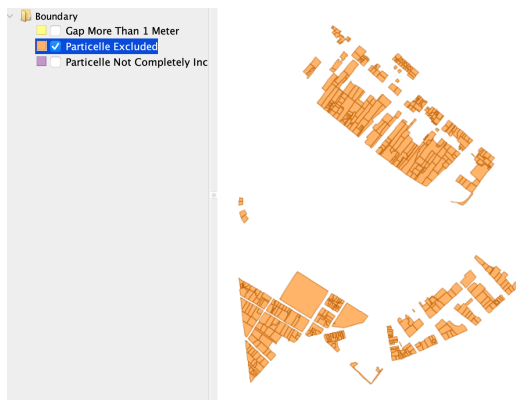 Boundary
Gap More Than 1 Meter
Particelle Excluded
Particelle Not Completely Inc